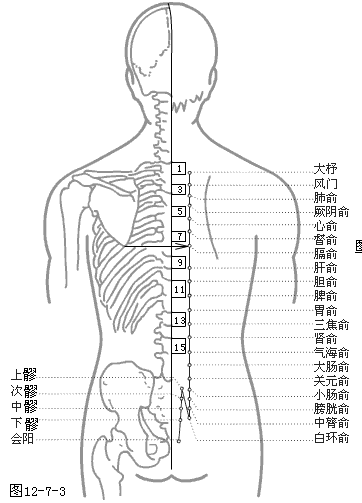 1
3
5
7
9
11
13
15
大杼
风门
肺俞
厥阴俞
心俞
督俞
膈俞
肝俞
胆俞
脾俞
胃俞
三焦俞
肾俞
气海俞
大肠俞
关元俞
小肠俞
膀胱俞
中膂俞
白环俞
上髎
次髎
中髎
下髎
会阳
图12-7-3